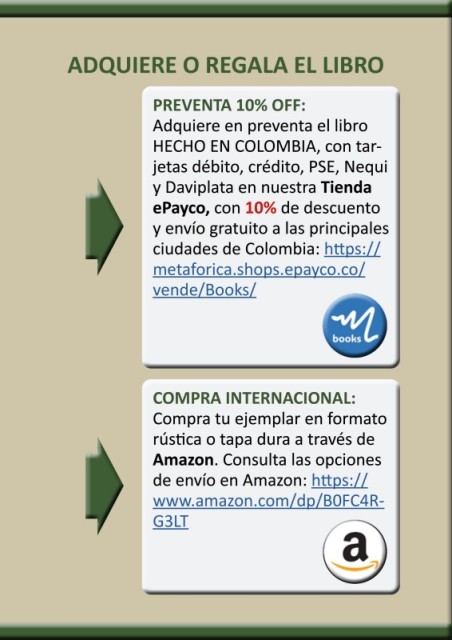 ADQUIERE O REGALA EL LIBRO
PREVENTA 10% OFF:
Adquiere en preventa el libro
HECHO EN COLOMBIA, con tar-
jetas débito, crédito, PSE, Nequi
y Daviplata en nuestra Tienda
ePayco, con 10% de descuento
y envío gratuito a las principales
ciudades de Colombia: https://
metaforica.shops.epayco.co/
vende/Books/
books
COMPRA INTERNACIONAL:
Compra tu ejemplar en formato
rústica o tapa dura a través de
Amazon. Consulta las opciones
de envío en Amazon: https://
www.amazon.com/dp/B0FC4R-
G3LT
a